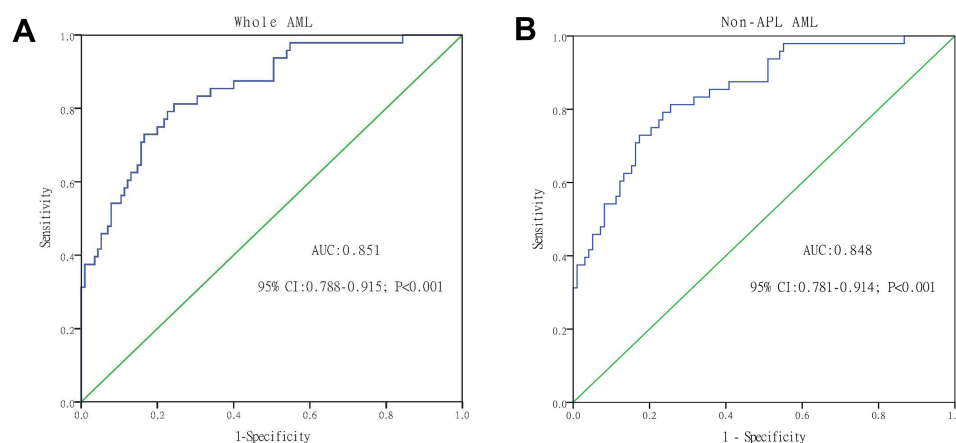 A
Whole AML
1.0
0.8
0.6
0.4
0.2
0.0
Sensitivity
AUC:0.851
95% CI:0.788-0.915; P<0.001
0.0 0.2 0.4 0.6 0.8 1.0
1-Specificity
B
Non-APL AML
1.0
0.8
0.6
0.4
0.2
0.0
Sensitivity
AUC:0.848
95% CI:0.781-0.914; P<0.001
0.0 0.2 0.4 0.6 0.8 1.
1 - Specificity